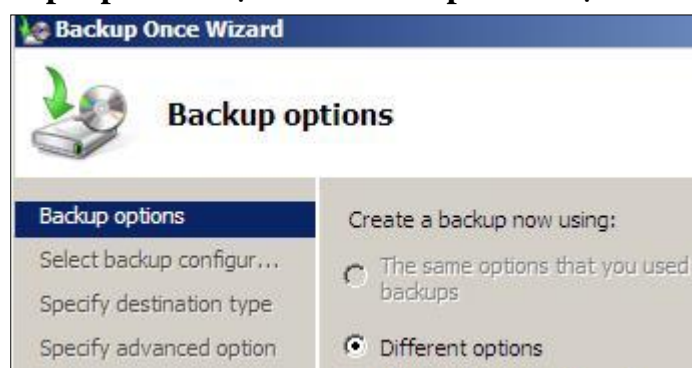 Backup Once Wizard
Backup options
Backup options
Select backup configur...
Specify destination type
Specify advanced option
Create a backup now using:
The same options that you used
backups
Different options